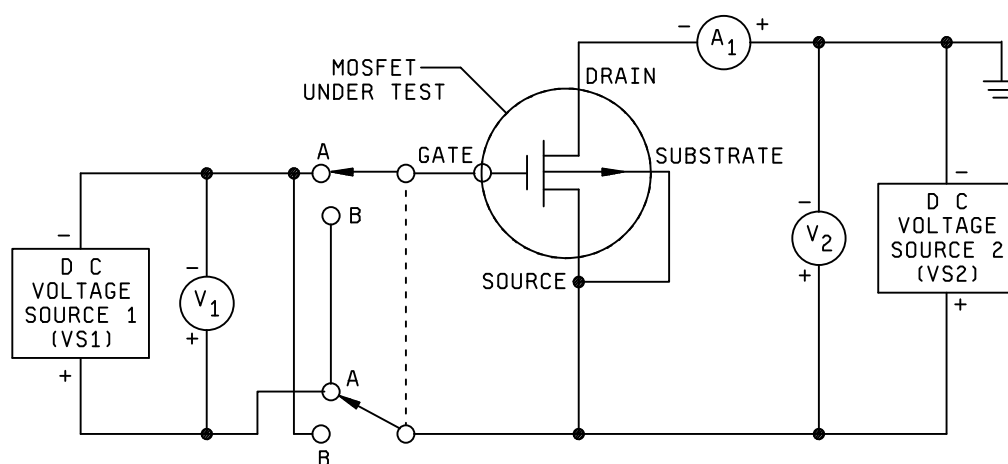 - A1 +
MOSFET
UNDER TEST
DRAIN
A
GATE
SUBSTRATE
B
-
-
D C
VOLTAGE
SOURCE 1
(VS1)
+
-
V1
+
SOURCE
-
V2
+
-
D C
VOLTAGE
SOURCE 2
(VS2)
+
A
B